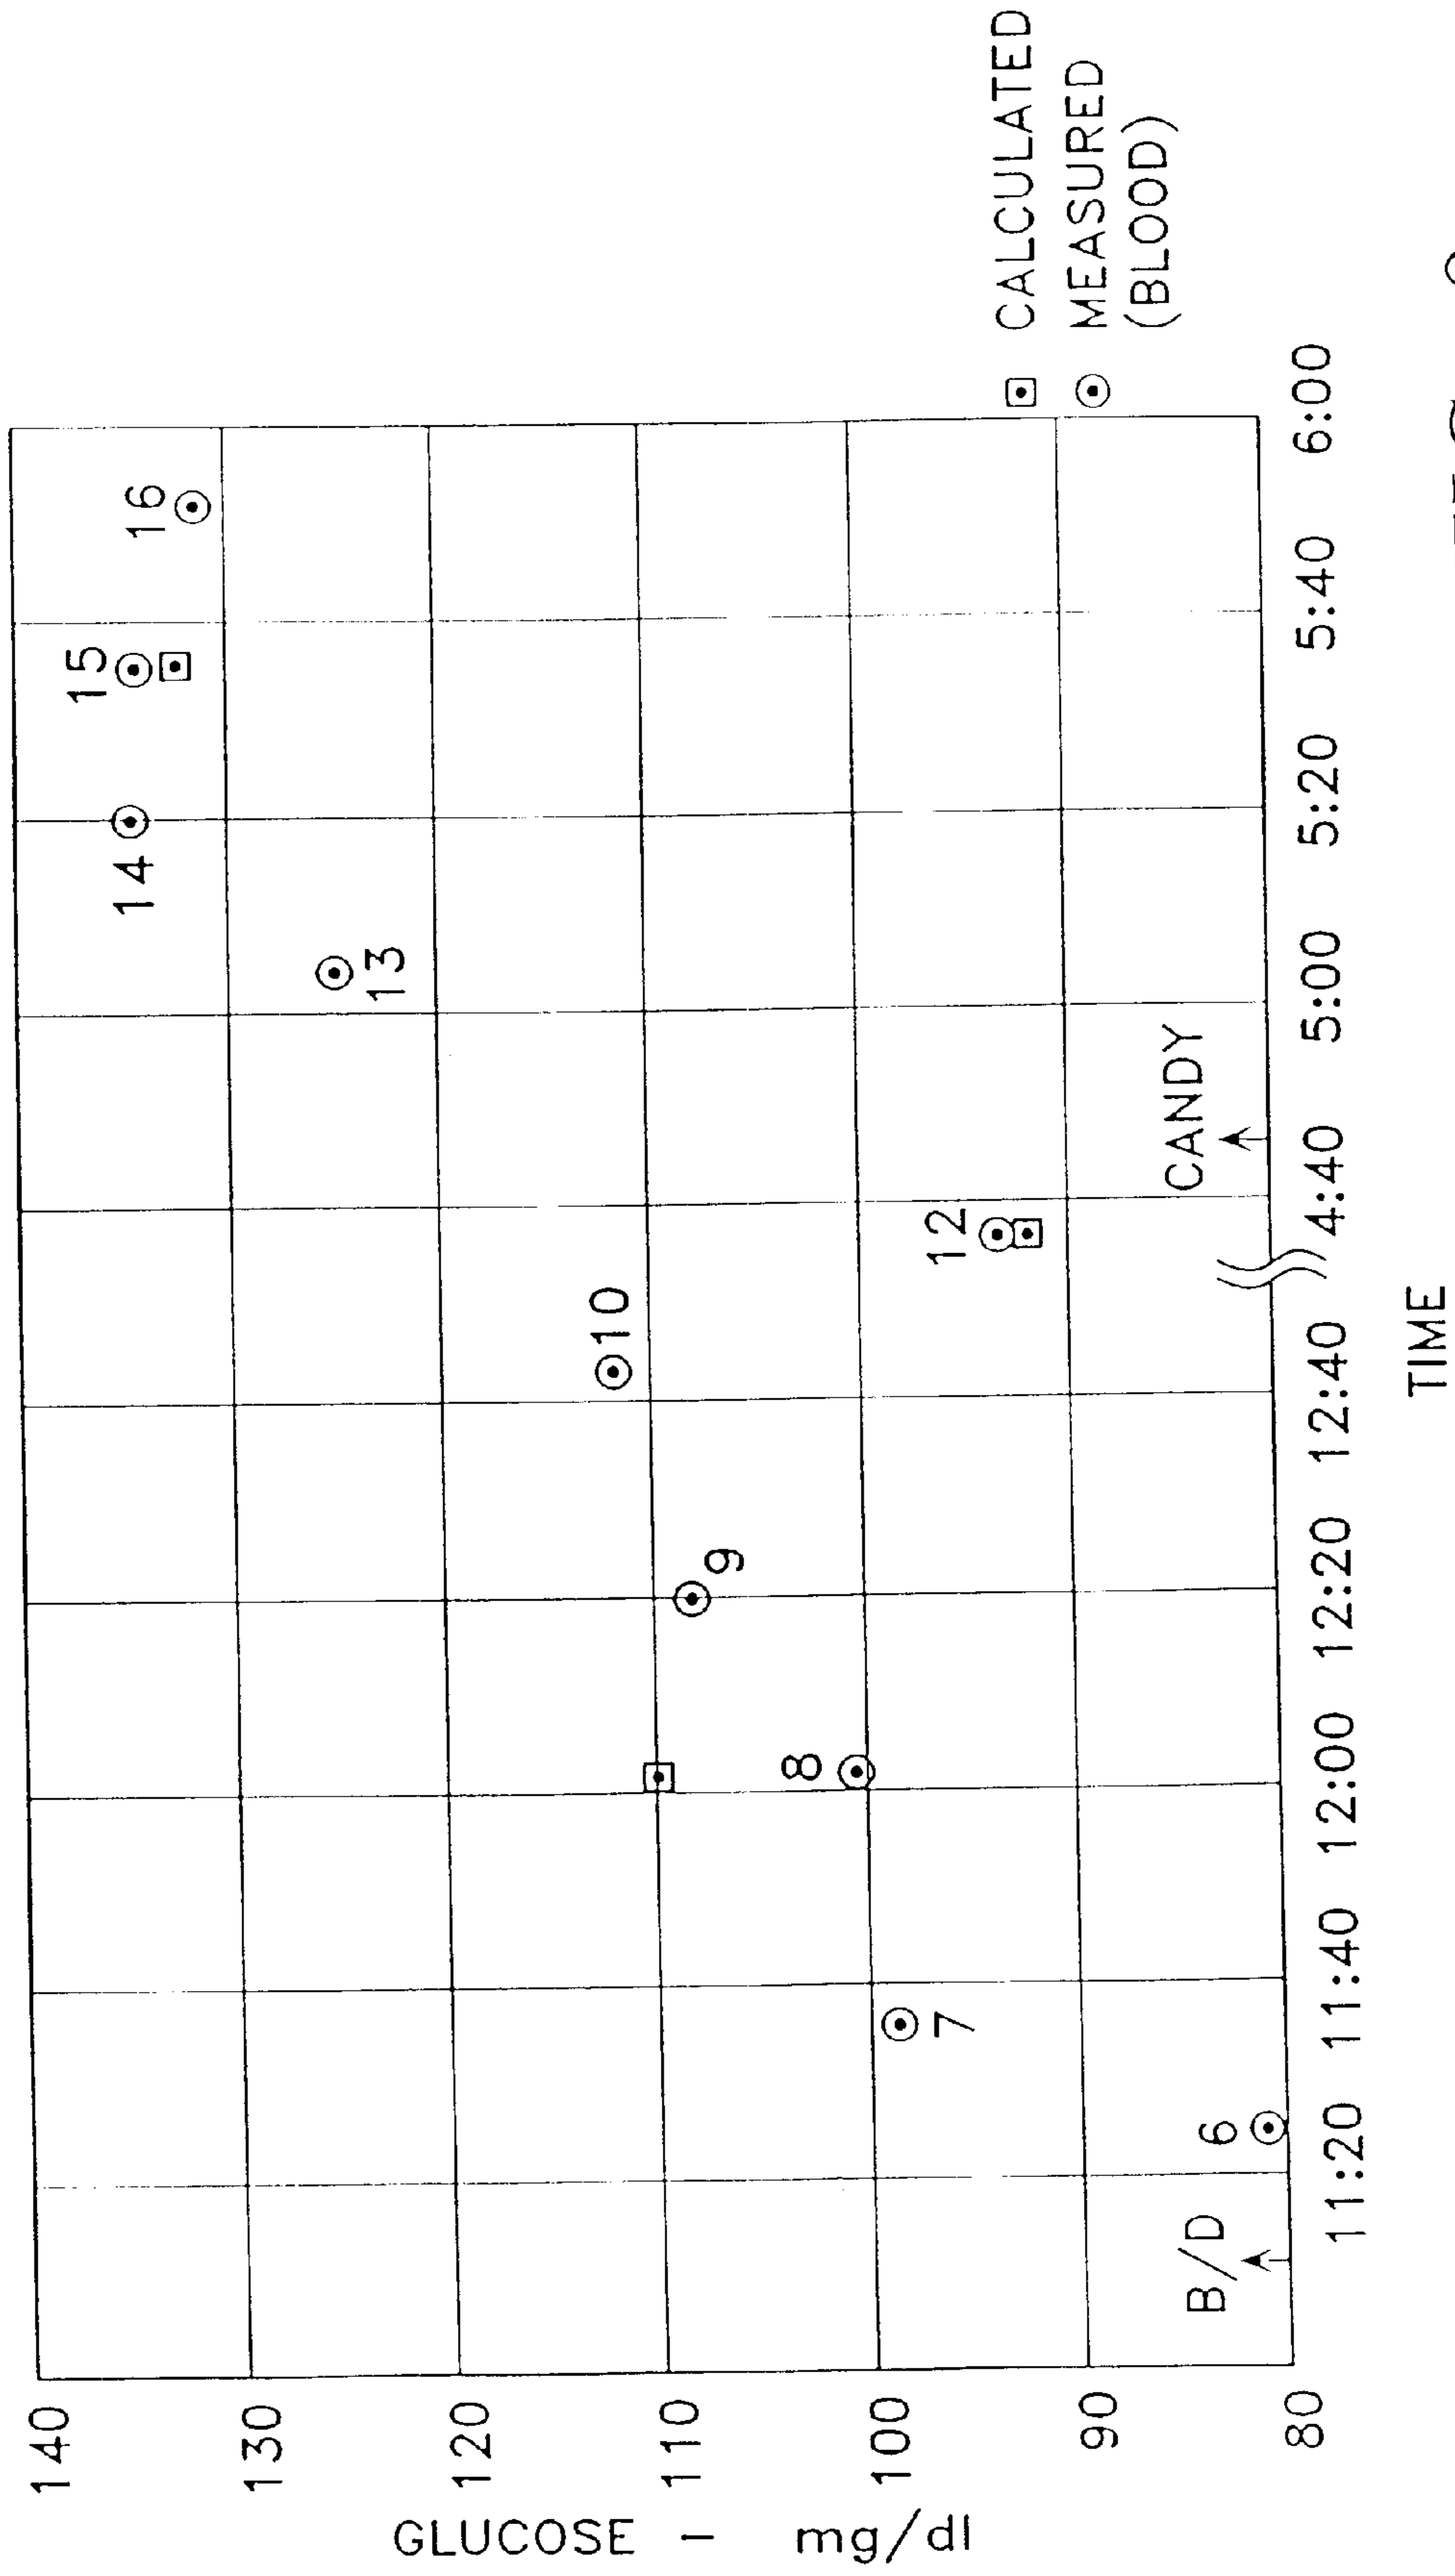 GLUCOSE - mg/dl
140
130
120
110
100
90
80
6
7
8
9
10
12
13
14
15
16
B/D
CANDY
11:20 11:40 12:00 12:20 12:40 4:40 5:00 5:20 5:40 6:00
TIME
CALCULATED
MEASURED
(BLOOD)